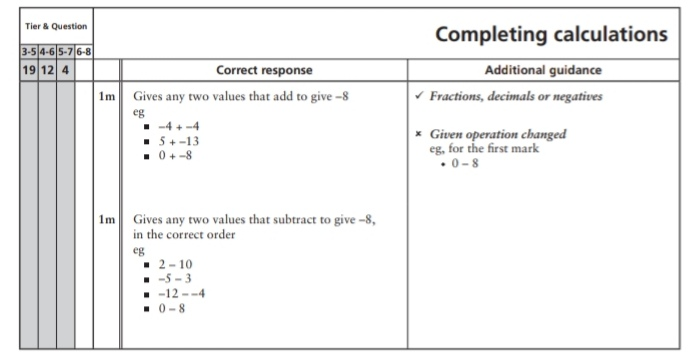 Tier & Question
Completing calculations
3-5 4-6 5-7 6-8
19 12 4
Correct response
Additional guidance
1m Gives any two values that add to give –8
eg
▪ –4 + –4
▪ 5 + –13
▪ 0 + –8
✓ Fractions, decimals or negatives
× Given operation changed
eg, for the first mark
• 0 – 8
1m Gives any two values that subtract to give –8,
in the correct order
eg
▪ 2 – 10
▪ –5 – 3
▪ –12 – –4
▪ 0 – 8